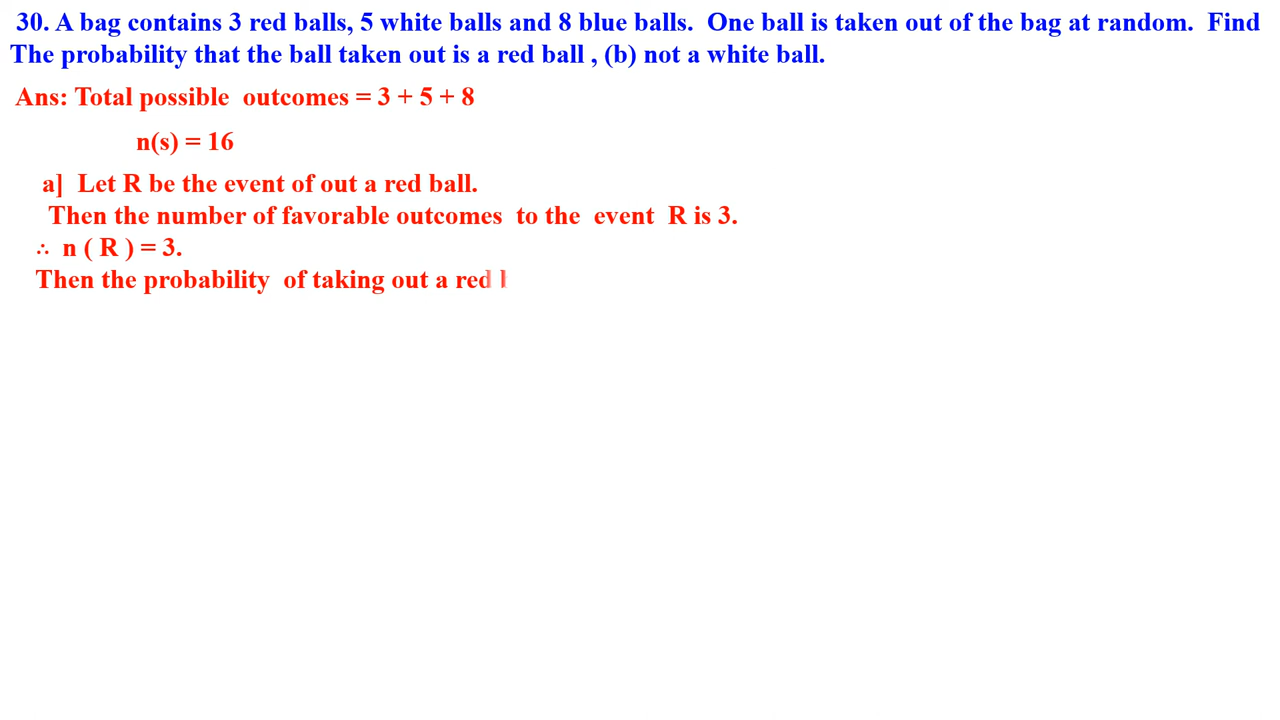 30. A bag contains 3 red balls, 5 white balls and 8 blue balls. One ball is taken out of the bag at random. Find
The probability that the ball taken out is a red ball , (b) not a white ball.
Ans: Total possible outcomes = 3 + 5 + 8
n(s) = 16
a] Let R be the event of out a red ball.
Then the number of favorable outcomes to the event R is 3.
∴ n ( R ) = 3.
Then the probability of taking out a red